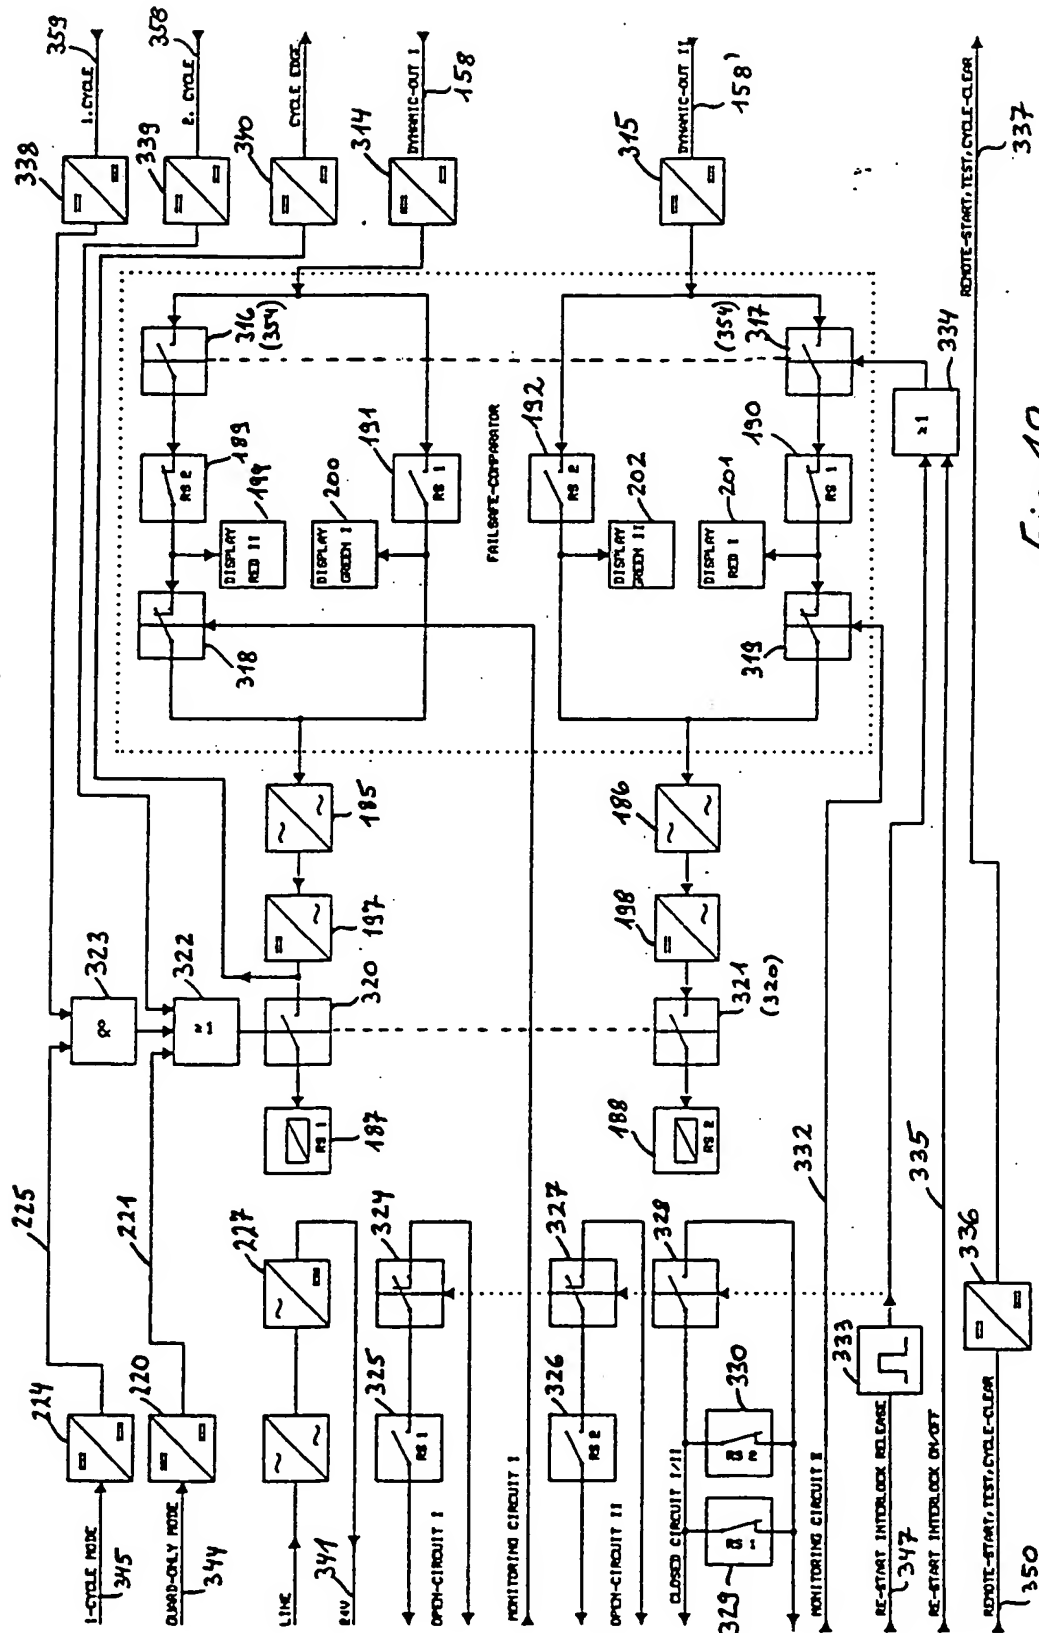 338
1. CYCLE
359
339
2. CYCLE
358
340
CYCLE EDGE
314
DYNAMIC-OUT I
158
315
DYNAMIC-OUT II
158'
316
(354)
189
RS 2
199
DISPLAY
RED II
318
191
RS 1
200
DISPLAY
GREEN I
FAILSAFE-COMPARATOR
192
RS 2
202
DISPLAY
GREEN II
(354)
317
190
RS 1
201
DISPLAY
RED I
319
334
≥1
REMOTE-START, TEST, CYCLE-CLEAR
337
185
186
197
198
323
&
322
≥1
320
321
(320)
187
RS 1
188
RS 2
225
221
227
324
327
328
332
335
336
224
220
325
RS 1
326
RS 2
330
RS 2
329
RS 1
333
1-CYCLE MODE
345
GUARD-ONLY MODE
344
LINE
24V
341
OPEN-CIRCUIT I
MONITORING CIRCUIT I
OPEN-CIRCUIT II
CLOSED CIRCUIT I/II
MONITORING CIRCUIT II
RE-START INTERLOCK RELEASE
347
RE-START INTERLOCK ON/OFF
REMOTE-START, TEST, CYCLE-CLEAR
350